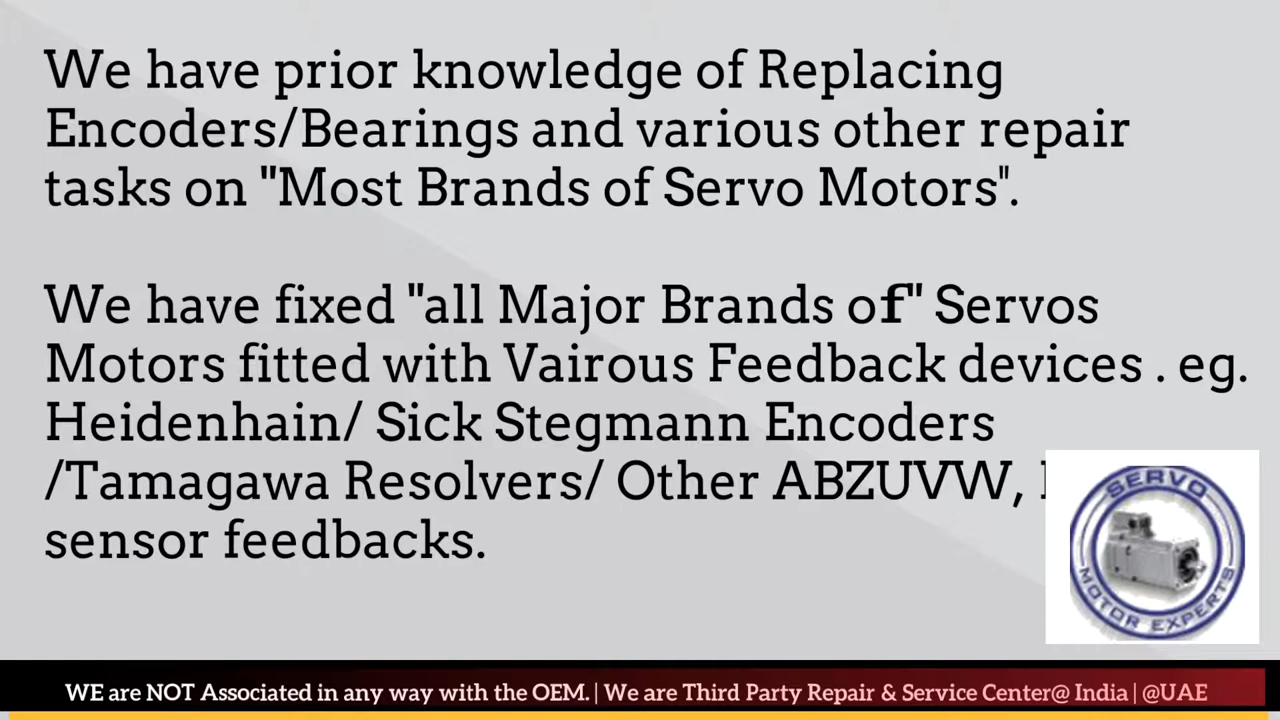 We have prior knowledge of Replacing
Encoders/Bearings and various other repair
tasks on "Most Brands of Servo Motors".
We have fixed "all Major Brands of" Servos
Motors fitted with Vairous Feedback devices . eg.
Heidenhain/ Sick Stegmann Encoders
/Tamagawa Resolvers/ Other ABZUVW,
sensor feedbacks.
SERVO
MOTOR EXPERTS
WE are NOT Associated in any way with the OEM. | We are Third Party Repair & Service Center@ India | @UAE